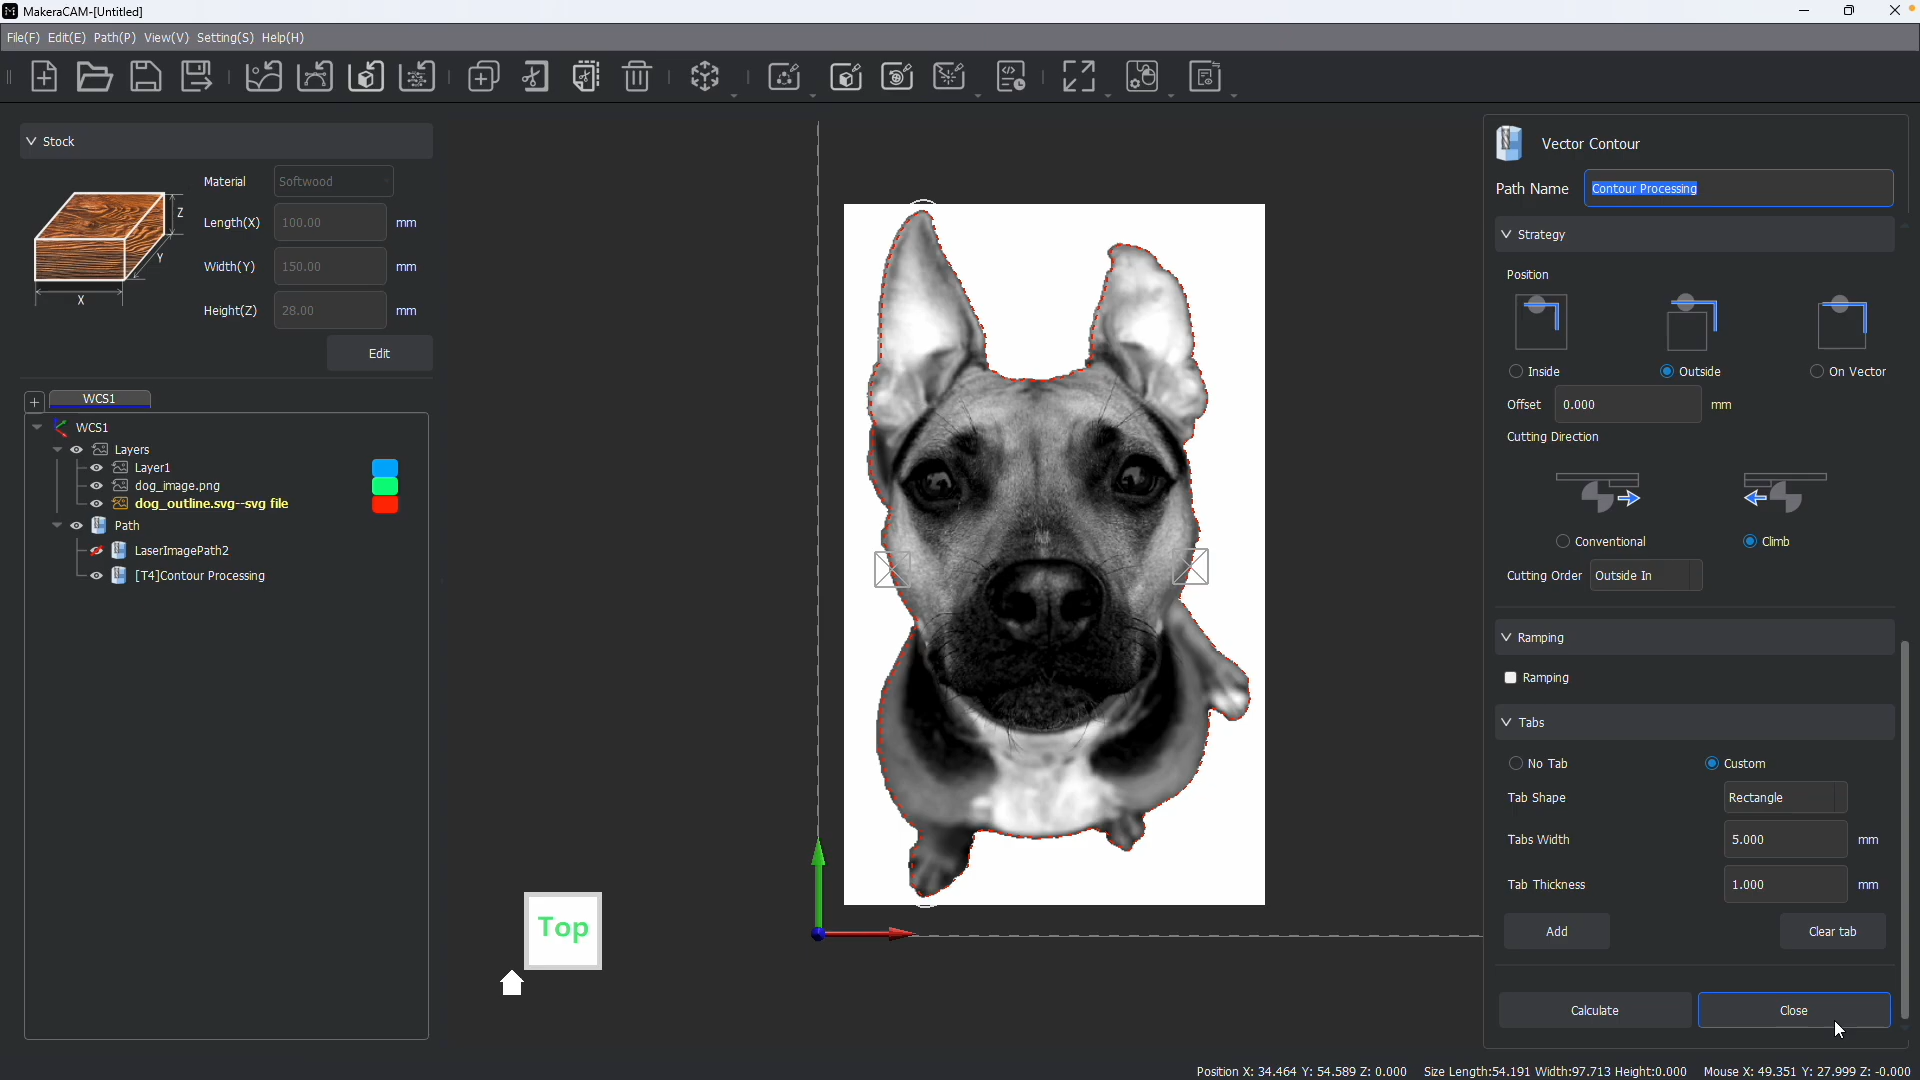 MakeraCAM-[Untitled]
File(F) Edit(E) Path(P) View(V) Setting(S) Help(H)
Stock
Material Softwood
Length(X) 100.00 mm
Width(Y) 150.00 mm
Height(Z) 28.00 mm
Z
Y
X
Edit
WCS1
WCS1
Layers
Layer1
dog_image.png
dog_outline.svg--svg file
Path
LaserImagePath2
[T4]Contour Processing
Top
Vector Contour
Path Name Contour Processing
Strategy
Position
Inside Outside On Vector
Offset 0.000 mm
Cutting Direction
Conventional Climb
Cutting Order Outside In
Ramping
Ramping
Tabs
No Tab Custom
Tab Shape Rectangle
Tabs Width 5.000 mm
Tab Thickness 1.000 mm
Add Clear tab
Calculate Close
Position X: 34.464 Y: 54.589 Z: 0.000 Size Length:54.191 Width:97.713 Height:0.000 Mouse X: 49.351 Y: 27.999 Z: -0.000